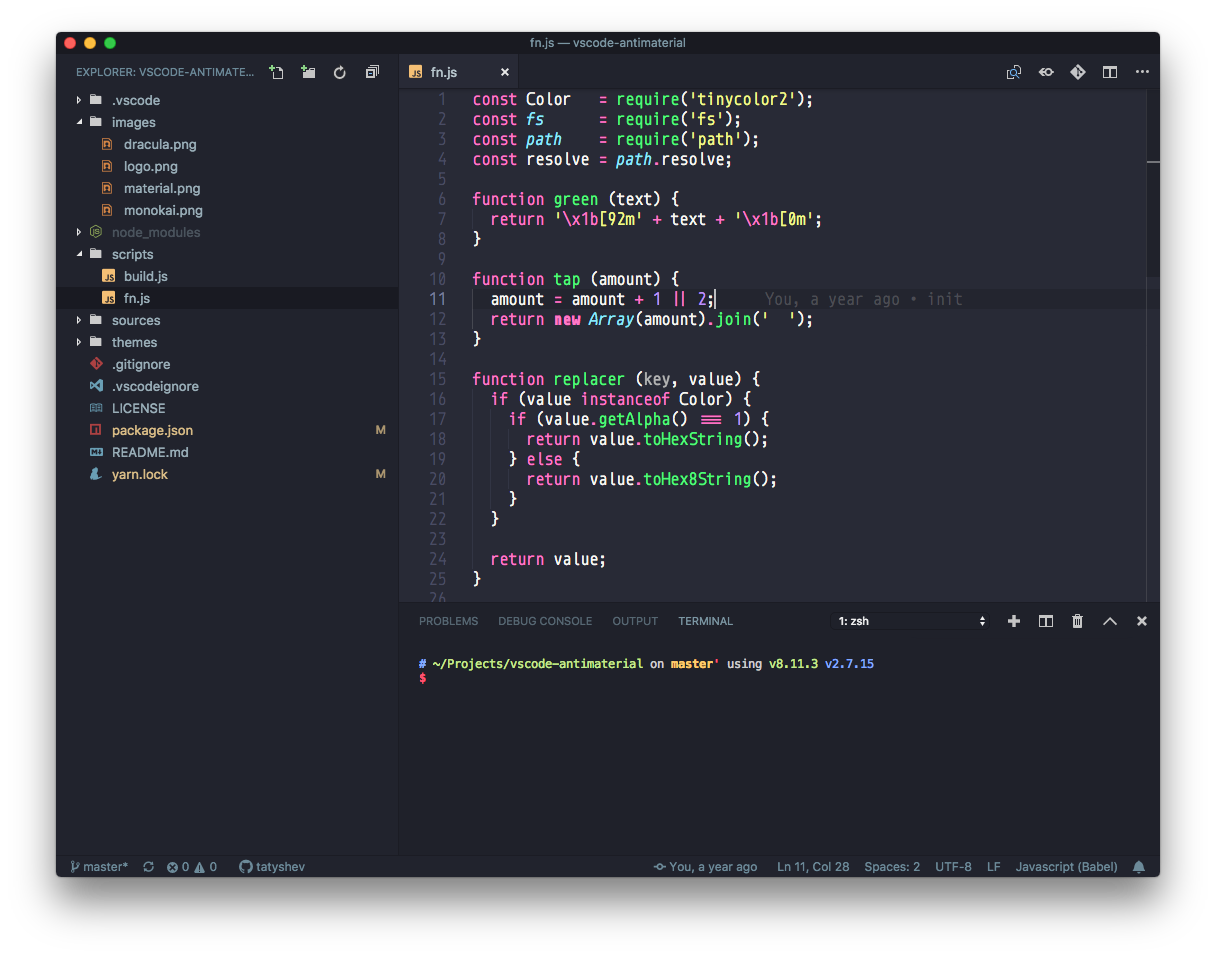 fn.js — vscode-antimaterial
EXPLORER: VSCODE-ANTIMATE...
.vscode
images
dracula.png
logo.png
material.png
monokai.png
node_modules
scripts
JS build.js
JS fn.js
sources
themes
.gitignore
.vscodeignore
LICENSE
package.json M
README.md
yarn.lock M
JS fn.js
1 const Color   = require('tinycolor2');
2 const fs      = require('fs');
3 const path    = require('path');
4 const resolve = path.resolve;
5
6 function green (text) {
7   return '\x1b[92m' + text + '\x1b[0m';
8 }
9
10 function tap (amount) {
11   amount = amount + 1 || 2; You, a year ago • init
12   return new Array(amount).join('  ');
13 }
14
15 function replacer (key, value) {
16   if (value instanceof Color) {
17     if (value.getAlpha() === 1) {
18       return value.toHexString();
19     } else {
20       return value.toHex8String();
21     }
22   }
23
24   return value;
25 }
26
PROBLEMS DEBUG CONSOLE OUTPUT TERMINAL 1: zsh
# ~/Projects/vscode-antimaterial on master' using v8.11.3 v2.7.15
$
master* 0 0 tatyshev You, a year ago Ln 11, Col 28 Spaces: 2 UTF-8 LF Javascript (Babel)